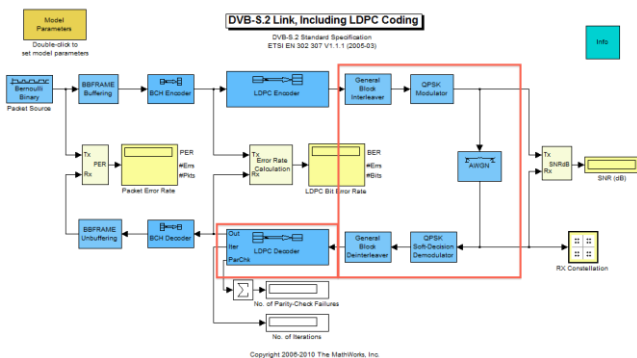 Model
Parameters
Double-click to
set model parameters
DVB-S.2 Link, Including LDPC Coding
DVB-S.2 Standard Specification
ETSI EN 302 307 V1.1.1 (2005-03)
Info
Bernoulli
Binary
Packet Source
BBFRAME
Buffering
BCH Encoder
LDPC Encoder
General
Block
Interleaver
QPSK
Modulator
Tx
PER
Rx
PER
#Errs
#Pkts
Packet Error Rate
Tx
Error Rate
Calculation
Rx
BER
#Errs
#Bits
LDPC Bit Error Rate
AWGN
Tx
SNRdB
Rx
SNR (dB)
BBFRAME
Unbuffering
BCH Decoder
Out
Iter
ParChk
LDPC Decoder
General
Block
Deinterleaver
QPSK
Soft-Decision
Demodulator
RX Constellation
Σ
No. of Parity-Check Failures
No. of Iterations
Copyright 2006-2010 The MathWorks, Inc.